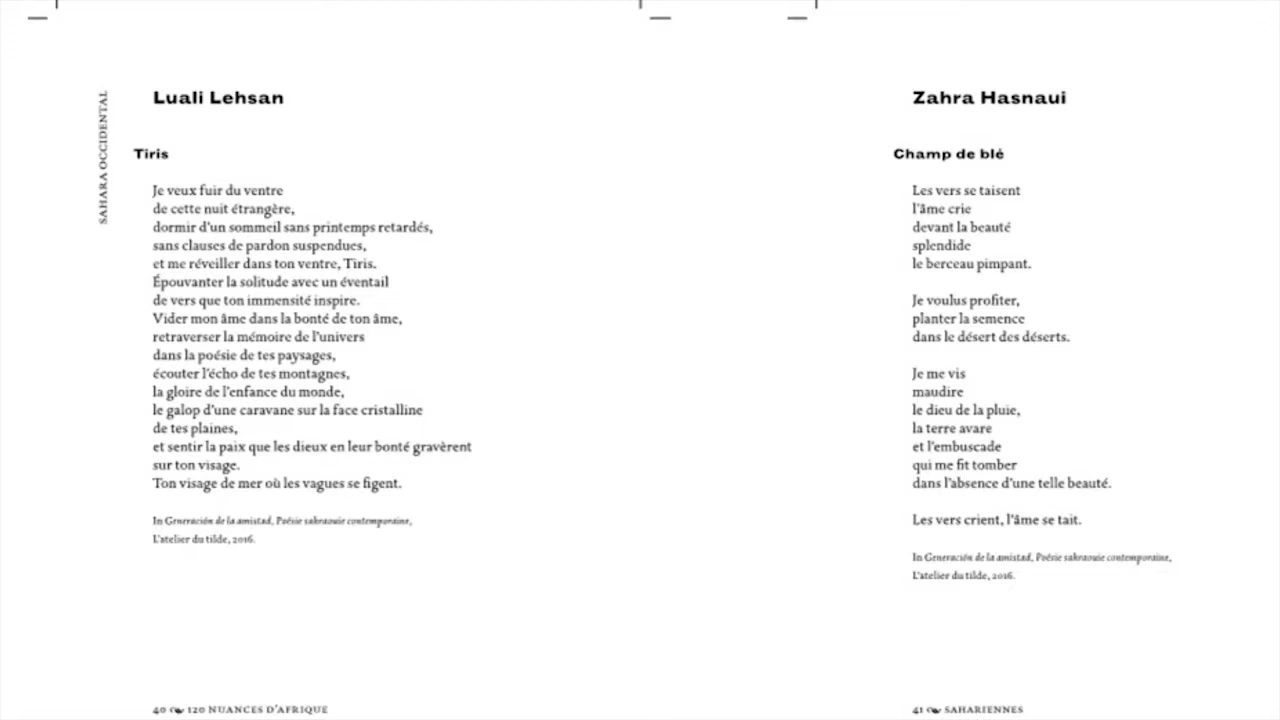 SAHARA OCCIDENTAL
Luali Lehsan
Tiris
Je veux fuir du ventre
de cette nuit étrangère,
dormir d'un sommeil sans printemps retardés,
sans clauses de pardon suspendues,
et me réveiller dans ton ventre, Tiris.
Épouvanter la solitude avec un éventail
de vers que ton immensité inspire.
Vider mon âme dans la bonté de ton âme,
retraverser la mémoire de l'univers
dans la poésie de tes paysages,
écouter l'écho de tes montagnes,
la gloire de l'enfance du monde,
le galop d'une caravane sur la face cristalline
de tes plaines,
et sentir la paix que les dieux en leur bonté gravèrent
sur ton visage.
Ton visage de mer où les vagues se figent.
In Generación de la amistad, Poésie sahraouie contemporaine,
L'atelier du tilde, 2016.
40 120 NUANCES D'AFRIQUE
Zahra Hasnaui
Champ de blé
Les vers se taisent
l'âme crie
devant la beauté
splendide
le berceau pimpant.
Je voulus profiter,
planter la semence
dans le désert des déserts.
Je me vis
maudire
le dieu de la pluie,
la terre avare
et l'embuscade
qui me fit tomber
dans l'absence d'une telle beauté.
Les vers crient, l'âme se tait.
In Generación de la amistad, Poésie sahraouie contemporaine,
L'atelier du tilde, 2016.
41 SAHARIENNES